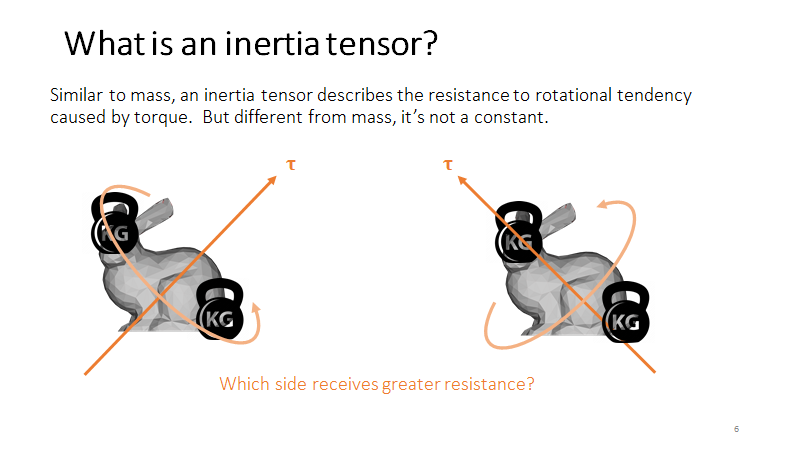 What is an inertia tensor?
Similar to mass, an inertia tensor describes the resistance to rotational tendency
caused by torque.  But different from mass, it’s not a constant.
τ
τ
KG
KG
KG
KG
Which side receives greater resistance?
6